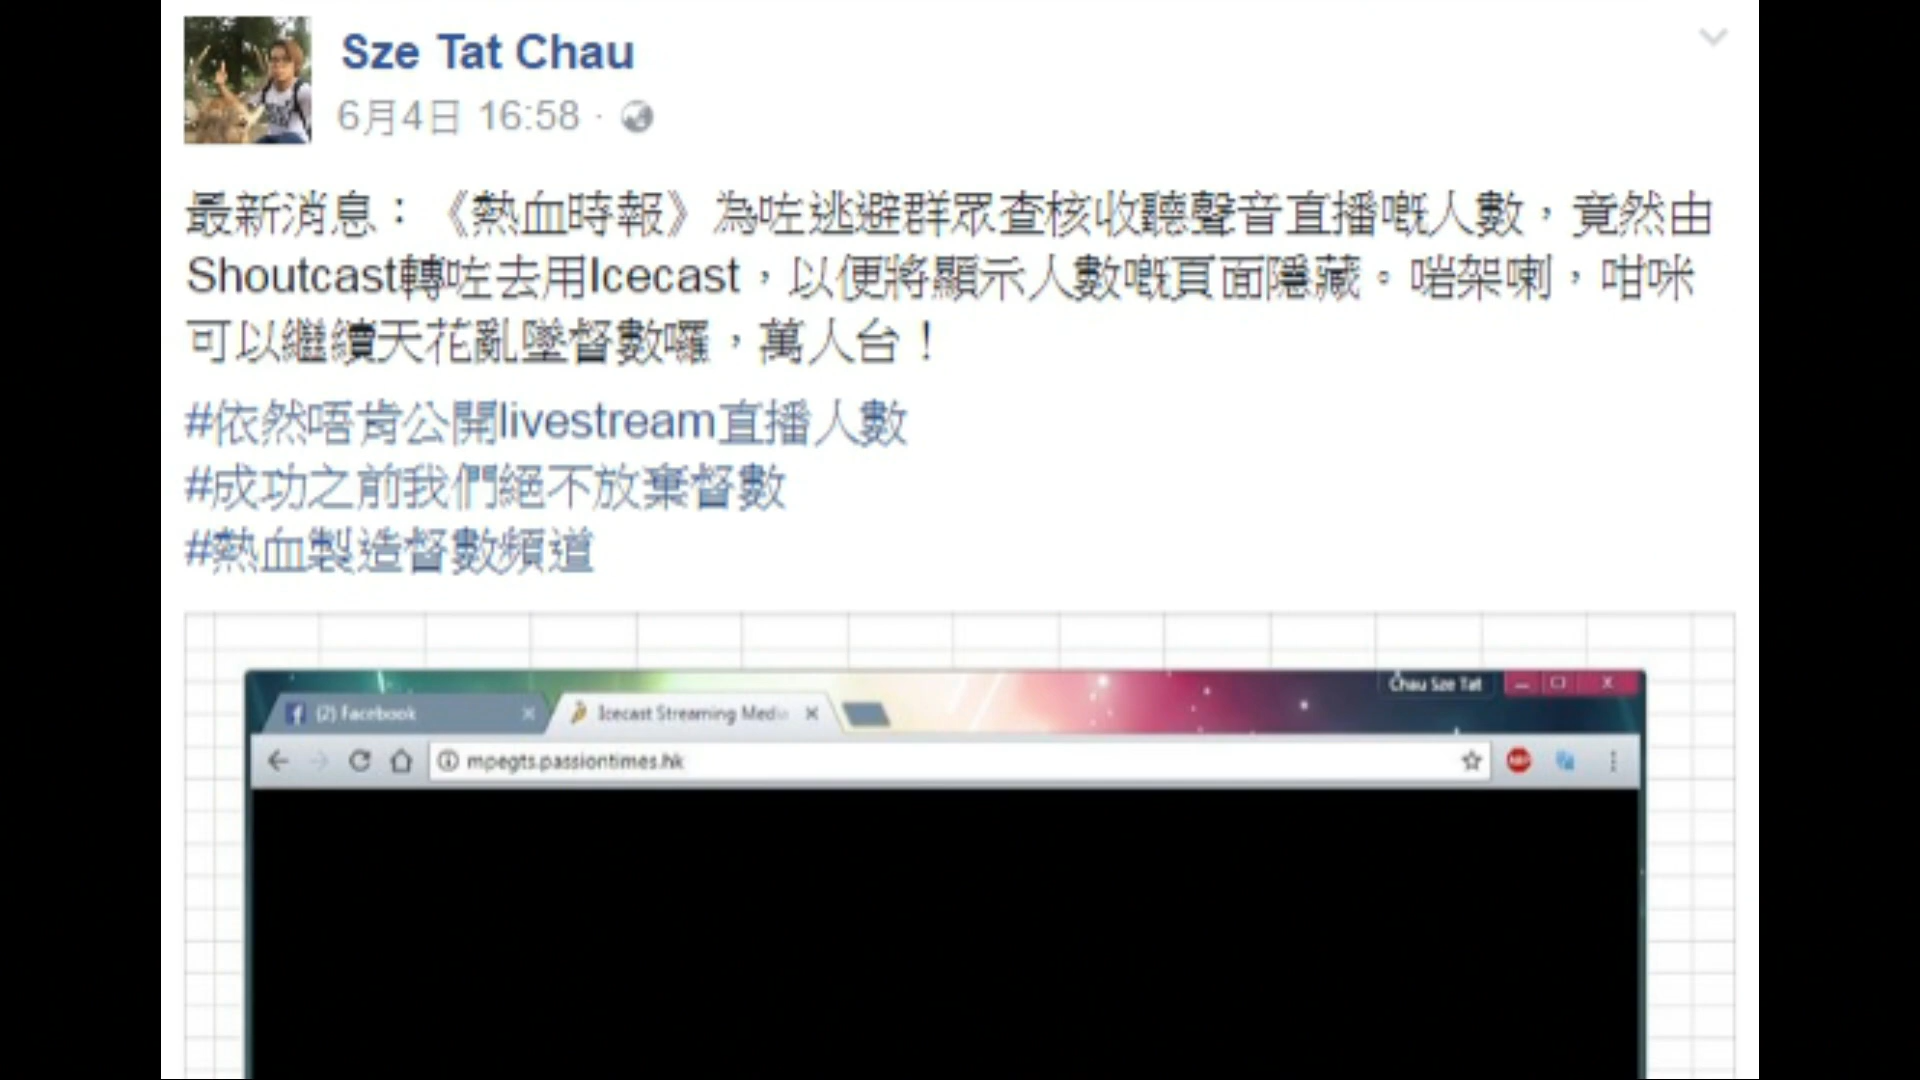 Sze Tat Chau
6月4日 16:58 ·
最新消息：《熱血時報》為咗逃避群眾查核收聽聲音直播嘅人數，竟然由
Shoutcast轉咗去用Icecast，以便將顯示人數嘅頁面隱藏。啱架喇，咁咪
可以繼續天花亂墜督數囉，萬人台！
#依然唔肯公開livestream直播人數
#成功之前我們絕不放棄督數
#熱血製造督數頻道
Chau Sze Tat
(2) Facebook
Icecast Streaming Media
mpegts.passiontimes.hk
ABP